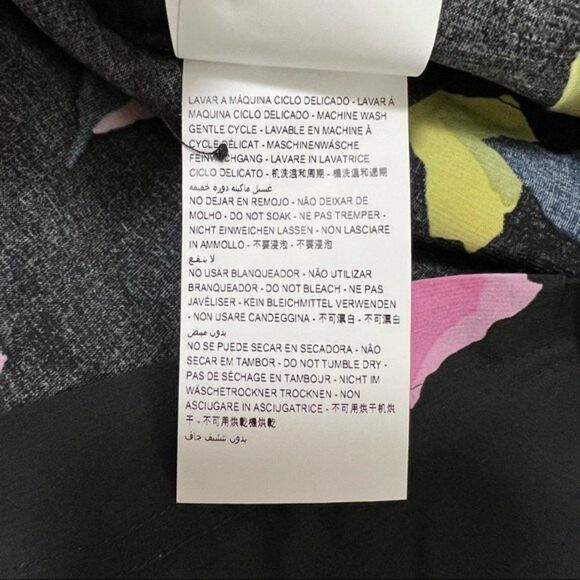 LAVAR A MÁQUINA CICLO DELICADO - LAVAR Á
MAQUINA CICLO DELICADO - MACHINE WASH
GENTLE CYCLE - LAVABLE EN MACHINE À
CYCLE DÉLICAT - MASCHINENWÄSCHE
FEINWASCHGANG - LAVARE IN LAVATRICE
CICLO DELICATO - 机洗温和周期 - 機洗溫和週期 -
غسيل ماكينه دوره خفيفه
NO DEJAR EN REMOJO - NÃO DEIXAR DE
MOLHO - DO NOT SOAK - NE PAS TREMPER -
NICHT EINWEICHEN LASSEN - NON LASCIARE
IN AMMOLLO - 不要浸泡 - 不要浸泡 -
لا ينقع
NO USAR BLANQUEADOR - NÃO UTILIZAR
BRANQUEADOR - DO NOT BLEACH - NE PAS
JAVÉLISER - KEIN BLEICHMITTEL VERWENDEN
- NON USARE CANDEGGINA - 不可漂白 - 不可漂白 -
بدون مبيض
NO SE PUEDE SECAR EN SECADORA - NÃO
SECAR EM TAMBOR - DO NOT TUMBLE DRY -
PAS DE SÉCHAGE EN TAMBOUR - NICHT IM
WÄSCHETROCKNER TROCKNEN - NON
ASCIUGARE IN ASCIUGATRICE - 不可用烘干机烘
干 - 不可用烘乾機烘乾 -
بدون تنشيف جاف